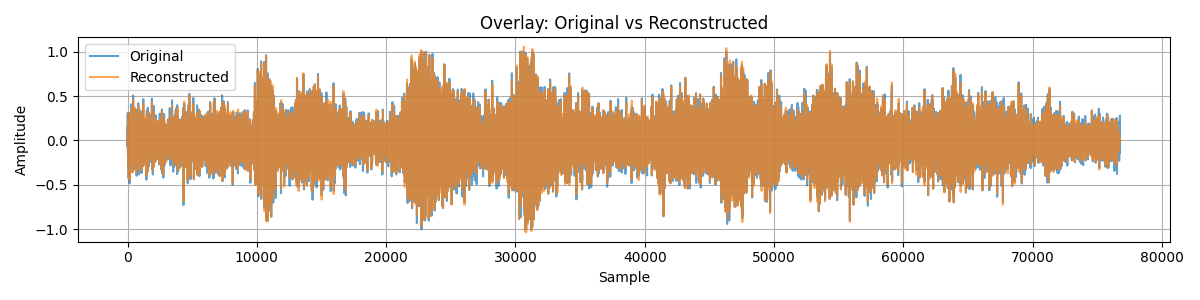 Overlay: Original vs Reconstructed
Original
Reconstructed
1.0
0.5
0.0
−0.5
−1.0
Amplitude
0 10000 20000 30000 40000 50000 60000 70000 80000
Sample